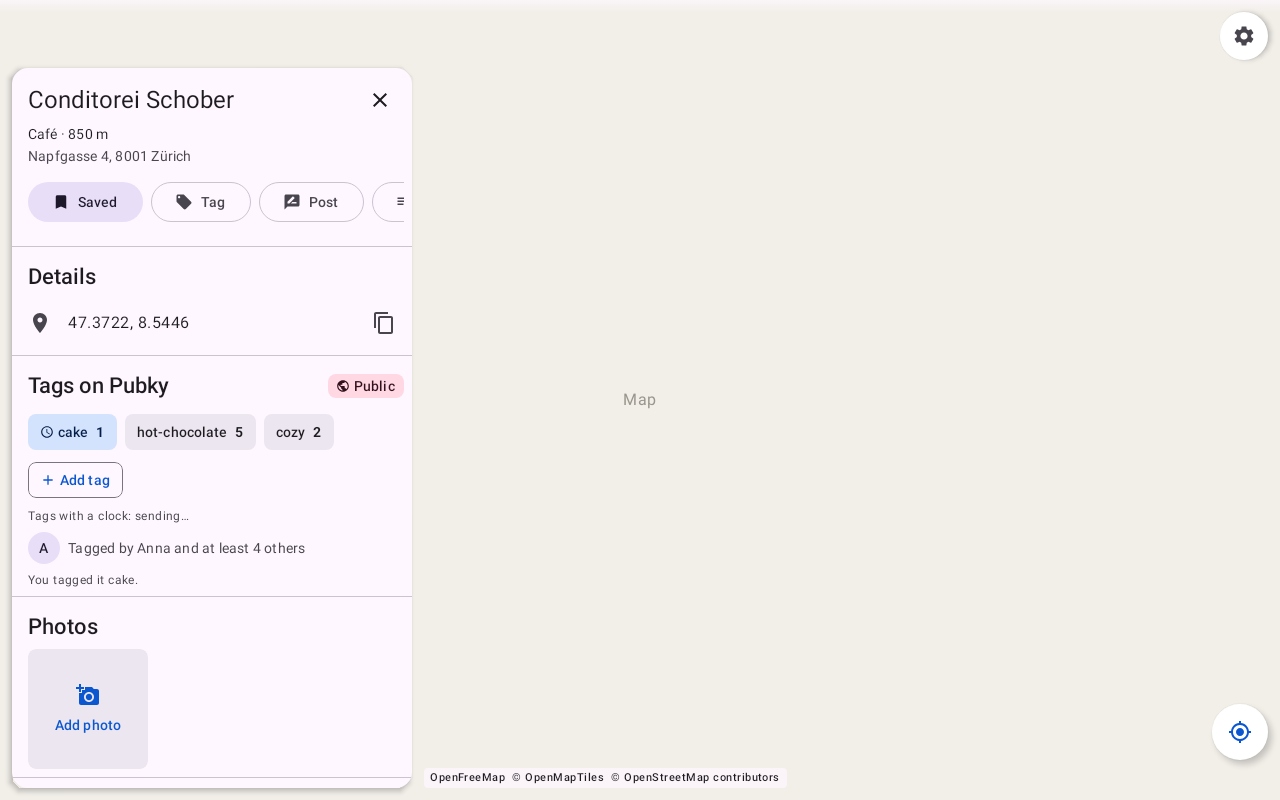 Conditorei Schober
Café · 850 m
Napfgasse 4, 8001 Zürich
Saved
Tag
Post
Details
47.3722, 8.5446
Tags on Pubky
Public
cake 1
hot-chocolate 5
cozy 2
Add tag
Tags with a clock: sending…
A
Tagged by Anna and at least 4 others
You tagged it cake.
Photos
Add photo
Map
OpenFreeMap © OpenMapTiles © OpenStreetMap contributors